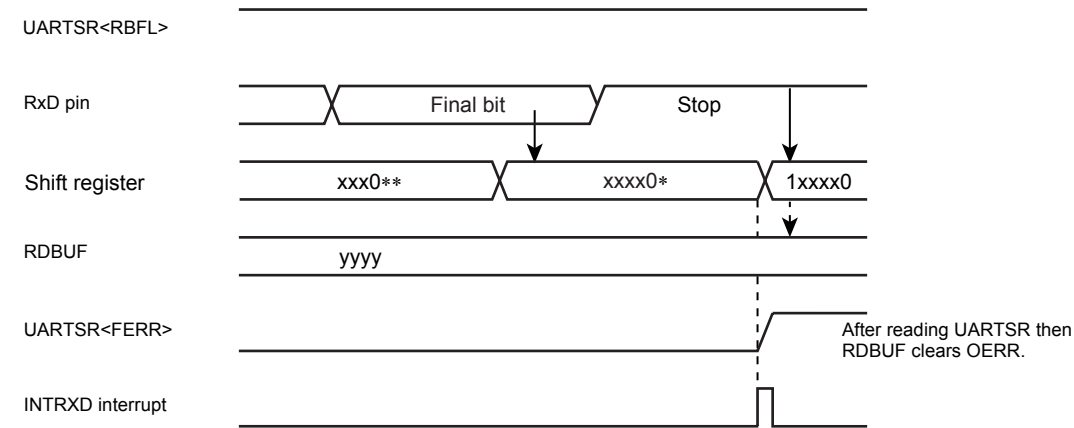 UARTSR<RBFL>
RxD pin
Final bit
Stop
Shift register
xxx0**
xxxx0*
1xxxx0
RDBUF
yyyy
UARTSR<FERR>
After reading UARTSR then
RDBUF clears OERR.
INTRXD interrupt